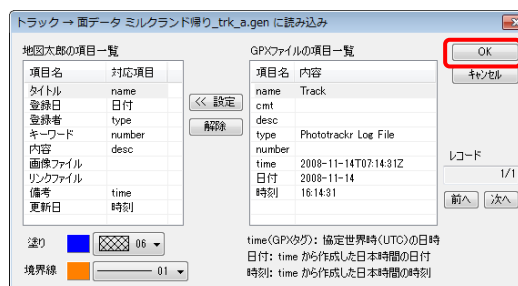 トラック → 面データ ミルクランド帰り_trk_a.gen に読み込み
地図太郎の項目一覧
項目名 対応項目
タイトル name
登録日 日付
登録者 type
キーワード number
内容 desc
画像ファイル
リンクファイル
備考 time
更新日 時刻
<< 設定
解除
GPXファイルの項目一覧
項目名 内容
name Track
cmt
desc
type Phototrackr Log File
number
time 2008-11-14T07:14:31Z
日付 2008-11-14
時刻 16:14:31
OK
キャンセル
レコード
1/1
前へ 次へ
塗り 06
境界線 01
time(GPXタグ): 協定世界時(UTC)の日時
日付: time から作成した日本時間の日付
時刻: time から作成した日本時間の時刻